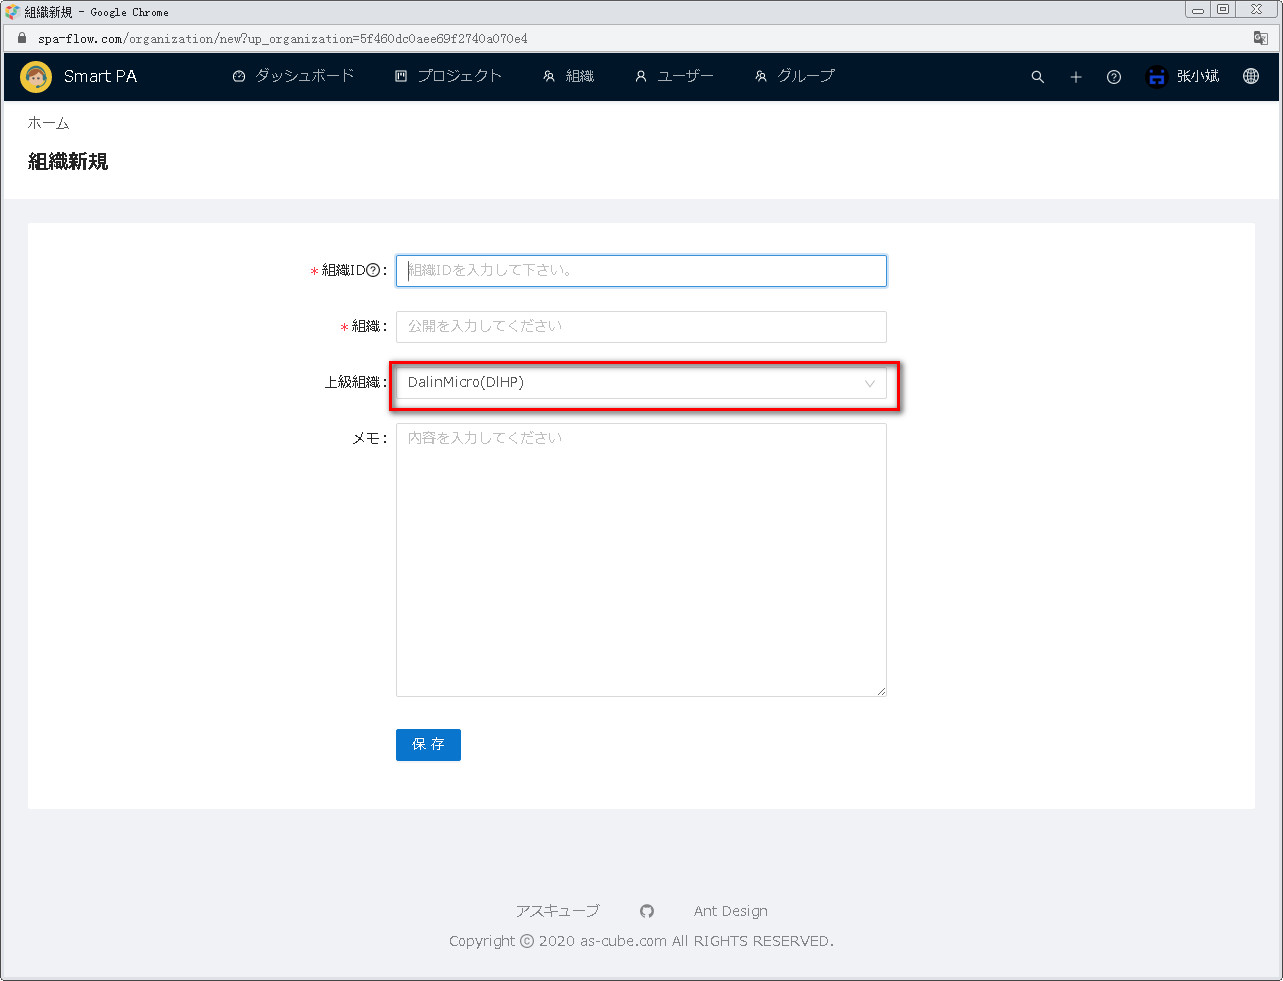 組織新規 - Google Chrome
spa-flow.com/organization/new?up_organization=5f460dc0aee69f2740a070e4
Smart PA ダッシュボード プロジェクト 組織 ユーザー グループ 张小斌
ホーム
組織新規
* 組織ID? : 組織IDを入力して下さい。
* 組織 : 公開を入力してください
上級組織 : DalinMicro(DlHP)
メモ : 内容を入力してください
保 存
アスキューブ Ant Design
Copyright © 2020 as-cube.com All RIGHTS RESERVED.